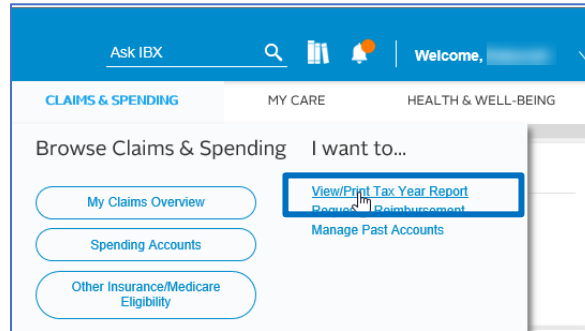 Ask IBX
Welcome,
CLAIMS & SPENDING
MY CARE
HEALTH & WELL-BEING
Browse Claims & Spending
My Claims Overview
Spending Accounts
Other Insurance/Medicare
Eligibility
I want to...
View/Print Tax Year Report
Reimbursement
Manage Past Accounts